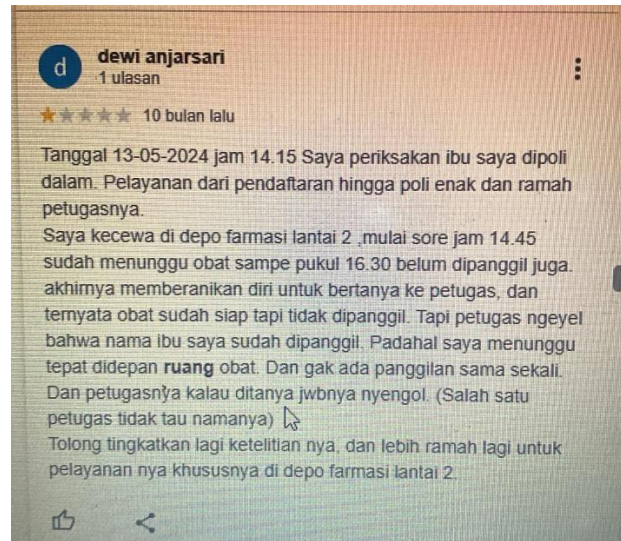 d
dewi anjarsari
1 ulasan
10 bulan lalu
Tanggal 13-05-2024 jam 14.15 Saya periksakan ibu saya dipoli
dalam. Pelayanan dari pendaftaran hingga poli enak dan ramah
petugasnya.
Saya kecewa di depo farmasi lantai 2 ,mulai sore jam 14.45
sudah menunggu obat sampe pukul 16.30 belum dipanggil juga.
akhirnya memberanikan diri untuk bertanya ke petugas, dan
ternyata obat sudah siap tapi tidak dipanggil. Tapi petugas ngeyel
bahwa nama ibu saya sudah dipanggil. Padahal saya menunggu
tepat didepan ruang obat. Dan gak ada panggilan sama sekali.
Dan petugasnya kalau ditanya jwbnya nyengol. (Salah satu
petugas tidak tau namanya)
Tolong tingkatkan lagi ketelitian nya, dan lebih ramah lagi untuk
pelayanan nya khususnya di depo farmasi lantai 2.